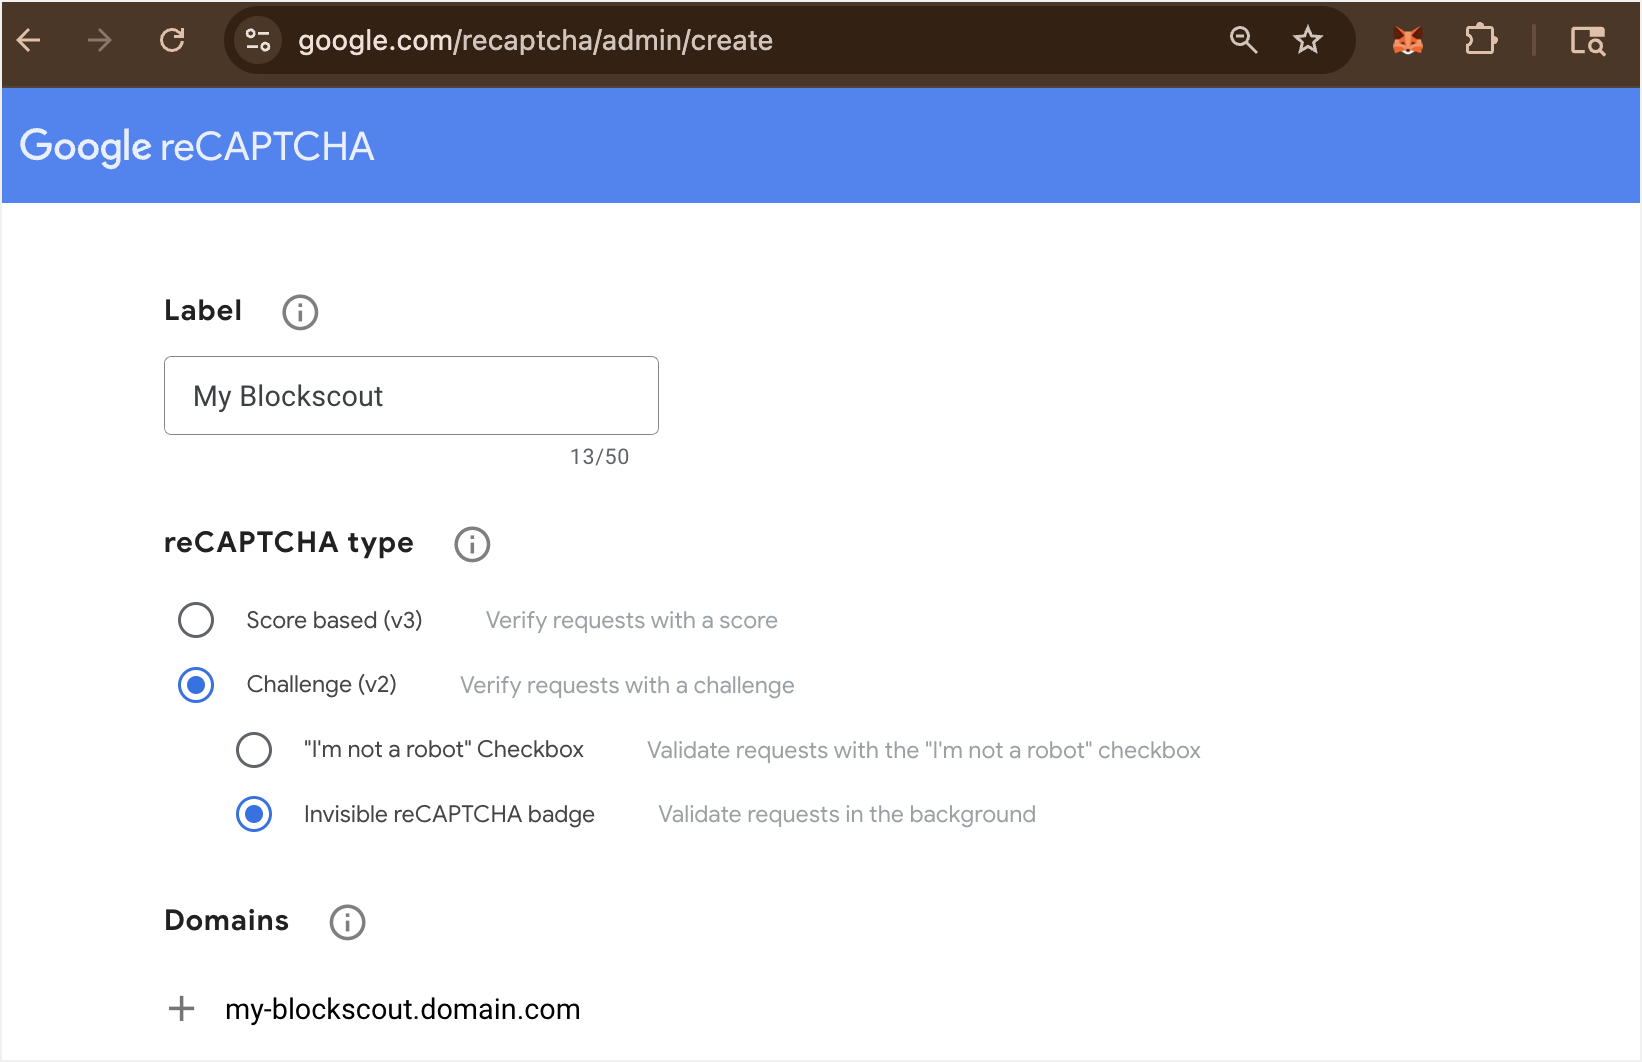 google.com/recaptcha/admin/create
Google reCAPTCHA
Label
My Blockscout
13/50
reCAPTCHA type
Score based (v3) Verify requests with a score
Challenge (v2) Verify requests with a challenge
"I'm not a robot" Checkbox Validate requests with the "I'm not a robot" checkbox
Invisible reCAPTCHA badge Validate requests in the background
Domains
my-blockscout.domain.com